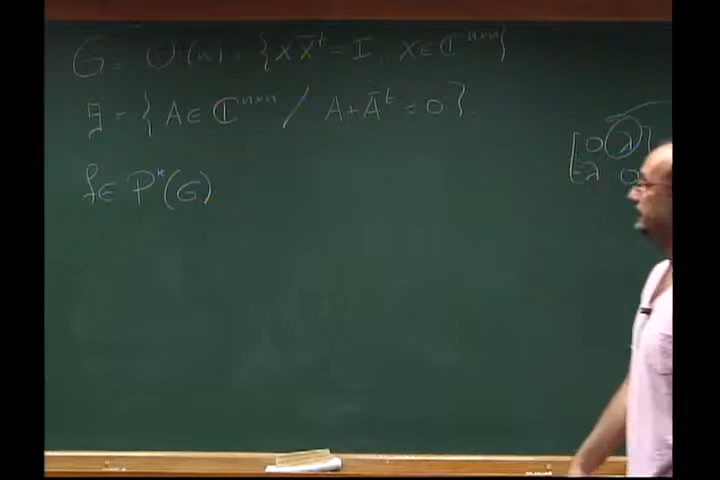 G = U(n) = {X X̄ᵗ = I, X ∈ ℂⁿˣⁿ}
𝔤 = {A ∈ ℂⁿˣⁿ / A + Āᵗ = 0}.
[0 λ
-λ 0
f ∈ Pᵏ(G)